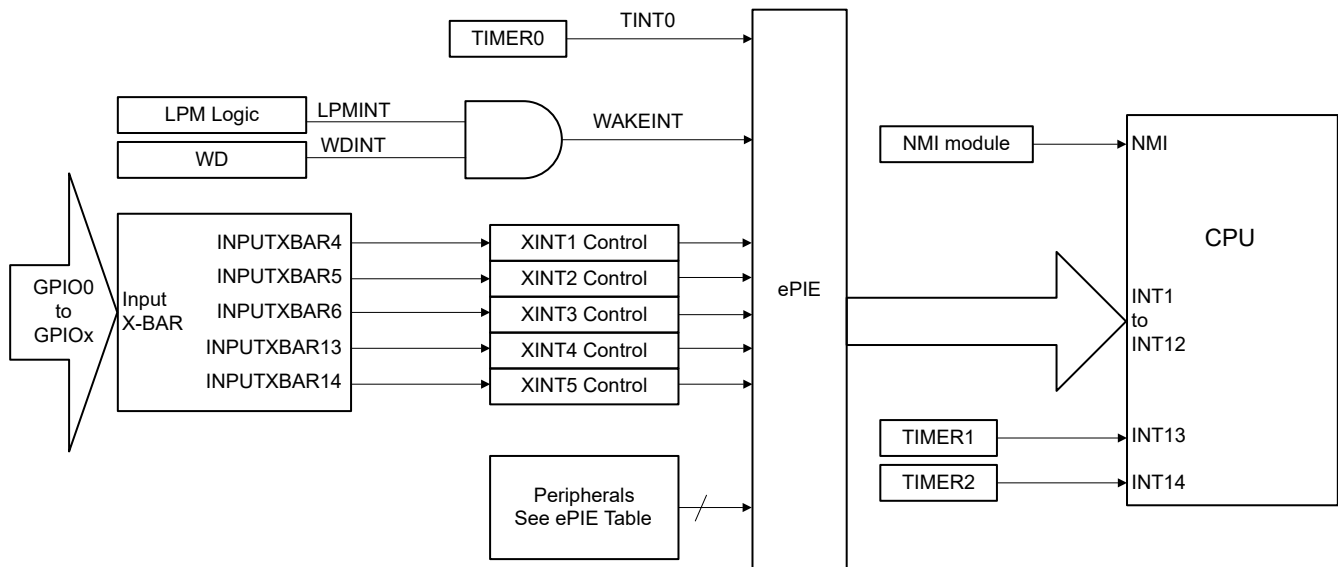 TIMER0
TINT0
LPM Logic
LPMINT
WD
WDINT
WAKEINT
GPIO0
to
GPIOx
Input
X-BAR
INPUTXBAR4
INPUTXBAR5
INPUTXBAR6
INPUTXBAR13
INPUTXBAR14
XINT1 Control
XINT2 Control
XINT3 Control
XINT4 Control
XINT5 Control
Peripherals
See ePIE Table
ePIE
NMI module
NMI
CPU
INT1
to
INT12
TIMER1
INT13
TIMER2
INT14